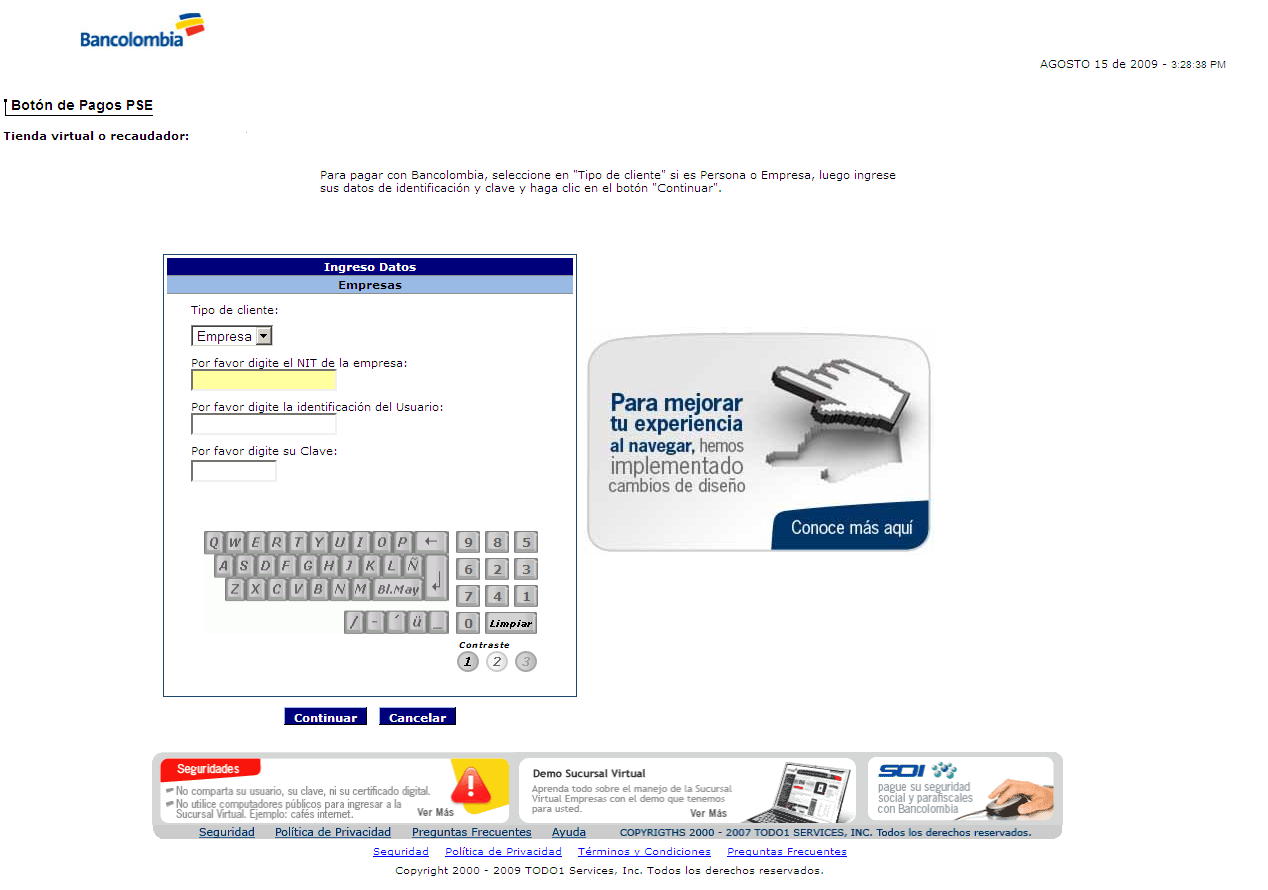 Bancolombia
AGOSTO 15 de 2009 - 3:28:38 PM
Botón de Pagos PSE
Tienda virtual o recaudador:
Para pagar con Bancolombia, seleccione en "Tipo de cliente" si es Persona o Empresa, luego ingrese
sus datos de identificación y clave y haga clic en el botón "Continuar".
Ingreso Datos
Empresas
Tipo de cliente:
Empresa
Por favor digite el NIT de la empresa:
Por favor digite la identificación del Usuario:
Por favor digite su Clave:
Q W E R T Y U I O P ← 9 8 5
A S D F G H J K L Ñ 6 2 3
Z X C V B N M Bl.May ↵ 7 4 1
/ - ´ ü _ 0 Limpiar
Contraste
1 2 3
Para mejorar
tu experiencia
al navegar, hemos
implementado
cambios de diseño
Conoce más aquí
Continuar Cancelar
Seguridades
No comparta su usuario, su clave, ni su certificado digital.
No utilice computadores públicos para ingresar a la
Sucursal Virtual. Ejemplo: cafés internet.
Ver Más
Demo Sucursal Virtual
Aprenda todo sobre el manejo de la Sucursal
Virtual Empresas con el demo que tenemos
para usted.
Ver Más
SOI
pague su seguridad
social y parafiscales
con Bancolombia
Seguridad Política de Privacidad Preguntas Frecuentes Ayuda COPYRIGTHS 2000 - 2007 TODO1 SERVICES, INC. Todos los derechos reservados.
Seguridad Política de Privacidad Términos y Condiciones Preguntas Frecuentes
Copyright 2000 - 2009 TODO1 Services, Inc. Todos los derechos reservados.